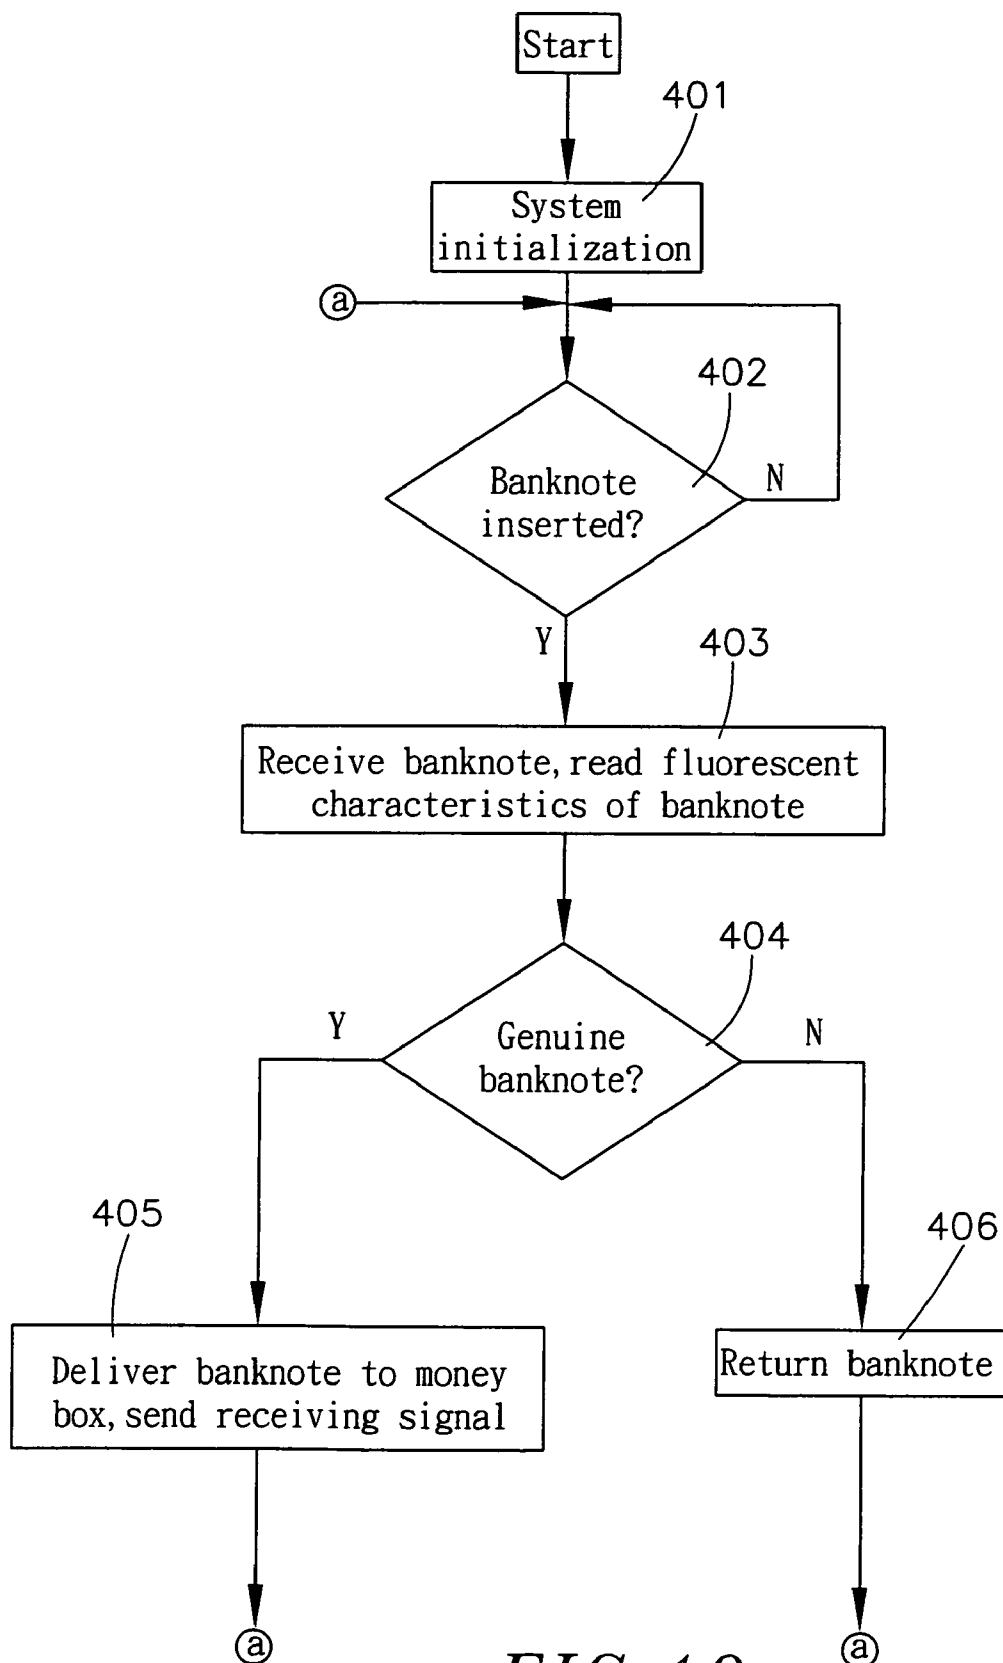 Start
401
System
initialization
a
402
Banknote
inserted?
N
Y
403
Receive banknote, read fluorescent
characteristics of banknote
404
Y
Genuine
banknote?
N
405
406
Deliver banknote to money
box, send receiving signal
Return banknote
a
a
FIG.